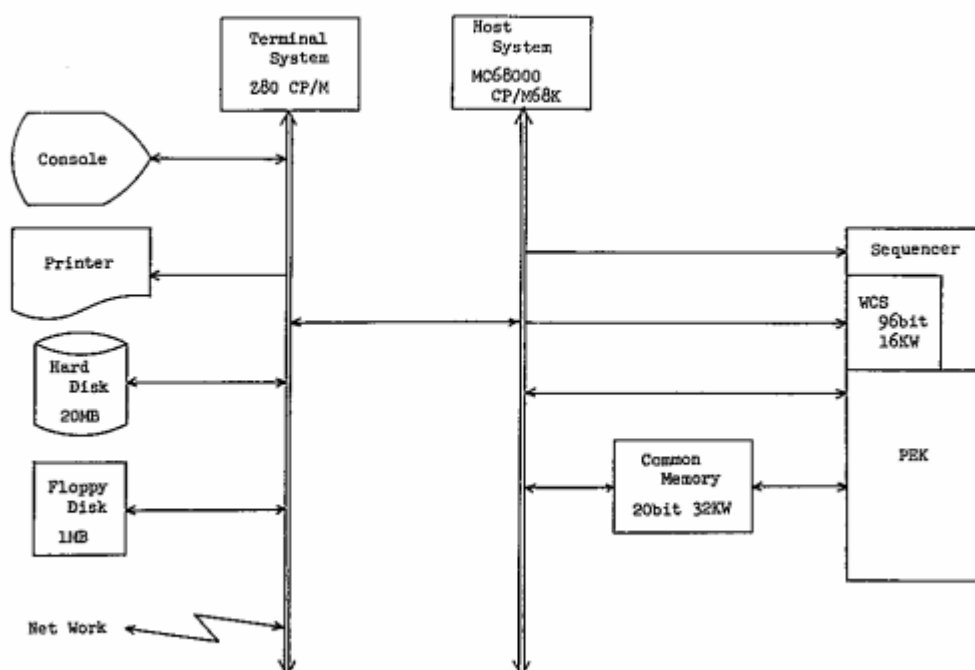 Terminal
System
Z80 CP/M
Host
System
MC68000
CP/M68K
Console
Printer
Sequencer
WCS
96bit
16KW
Hard
Disk
20MB
PEK
Common
Memory
20bit 32KW
Floppy
Disk
1MB
Net Work